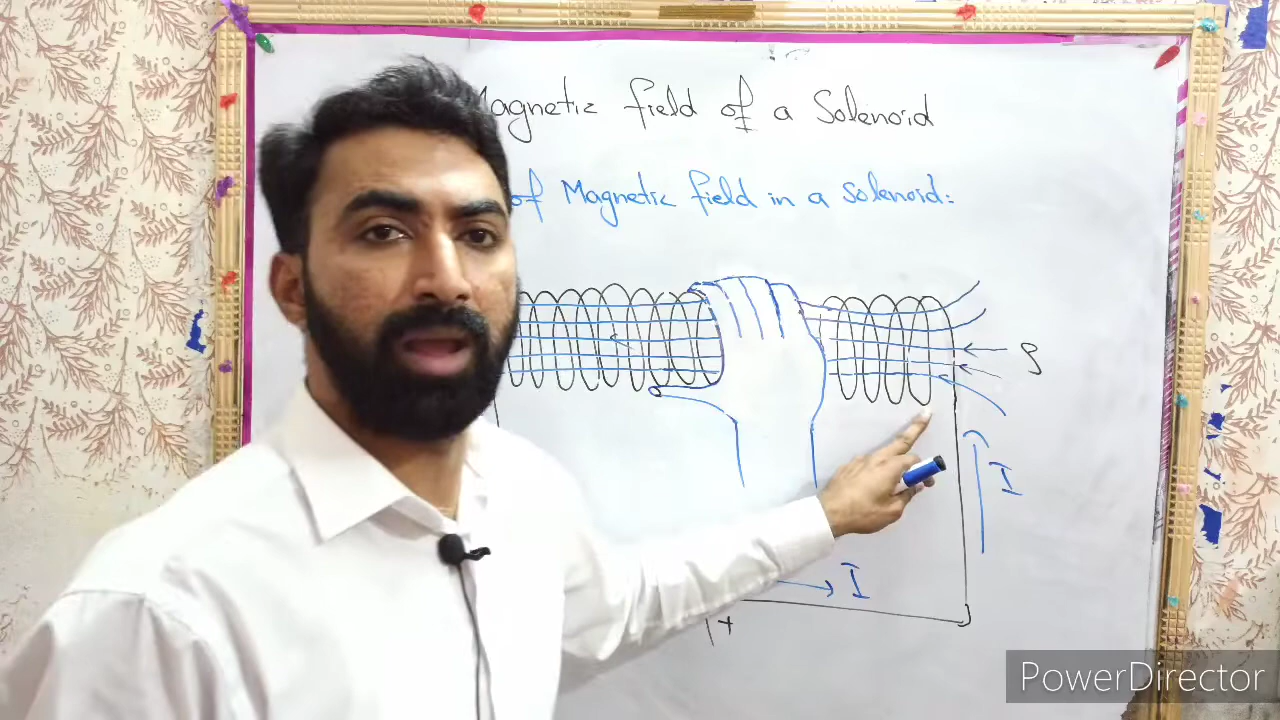 Magnetic field of a Solenoid
of Magnetic field in a solenoid:
S
I
I
+
PowerDirector